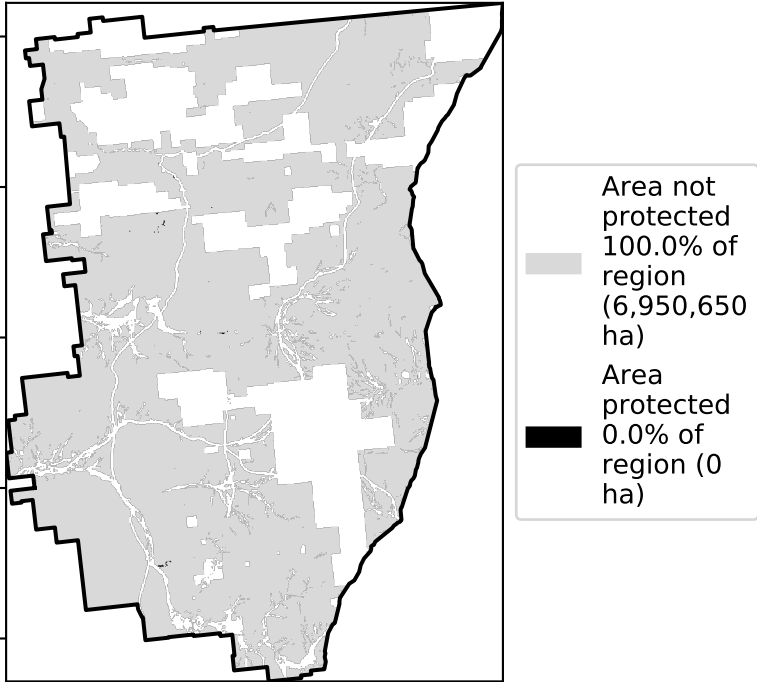 Area not
protected
100.0% of
region
(6,950,650
ha)
Area
protected
0.0% of
region (0
ha)